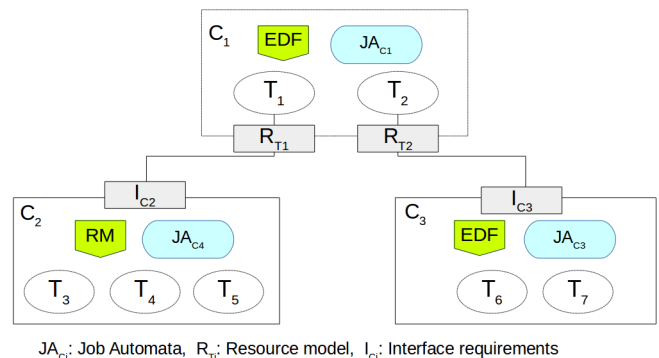 C1 EDF JAC1
T1 T2
RT1 RT2
IC2 IC3
C2 RM JAC4
T3 T4 T5
C3 EDF JAC3
T6 T7
JACi: Job Automata, RTi: Resource model, ICi: Interface requirements